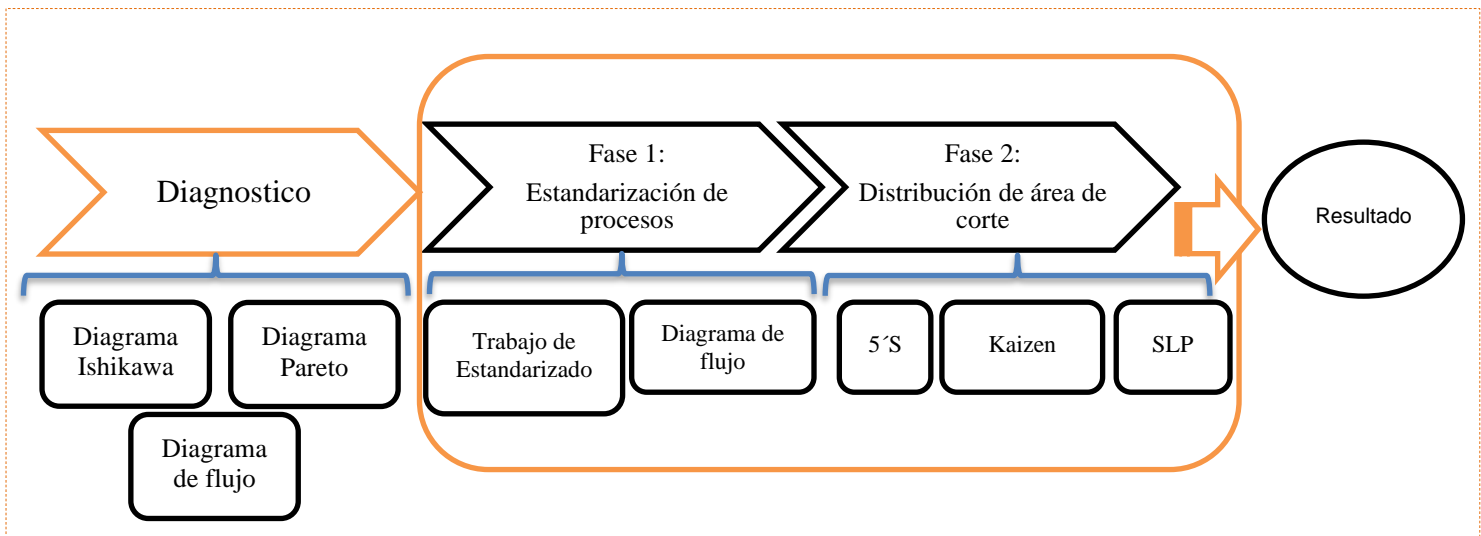 Diagnostico
Fase 1:
Estandarización de
procesos
Fase 2:
Distribución de área de
corte
Resultado
Diagrama
Ishikawa
Diagrama
Pareto
Diagrama
de flujo
Trabajo de
Estandarizado
Diagrama de
flujo
5´S
Kaizen
SLP